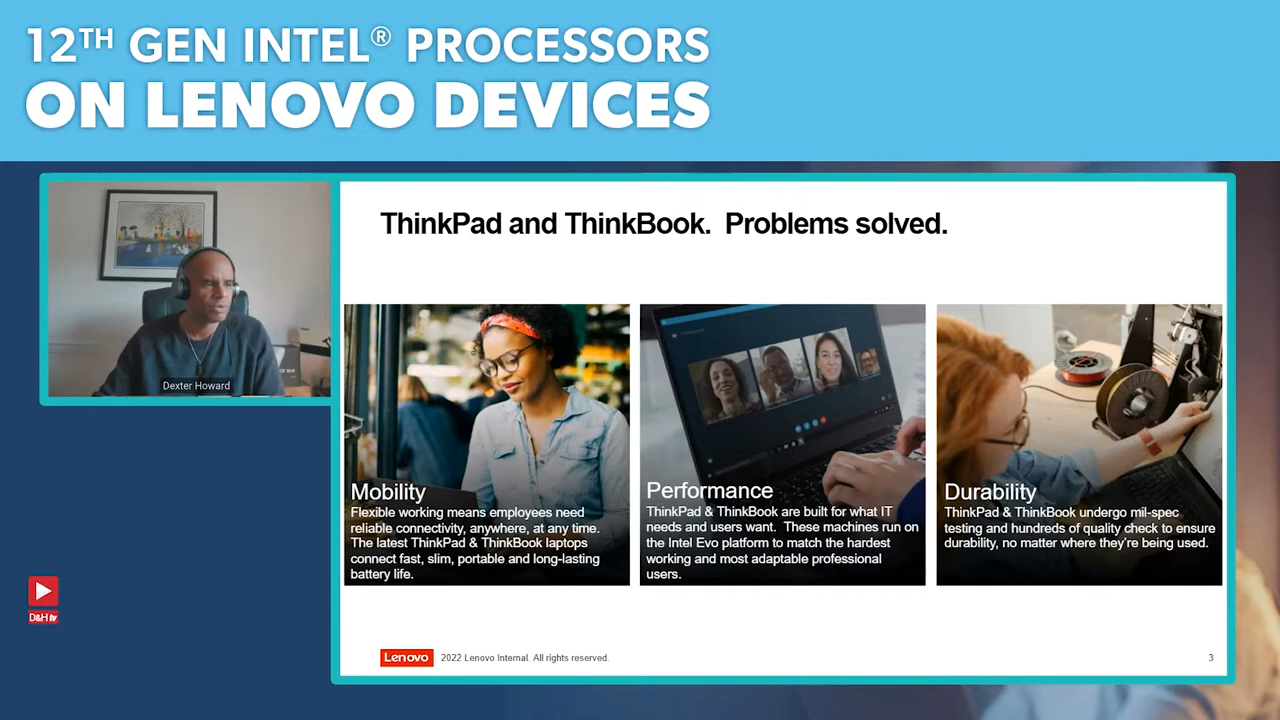 12TH GEN INTEL® PROCESSORS
ON LENOVO DEVICES
Dexter Howard
ThinkPad and ThinkBook.  Problems solved.
Mobility
Flexible working means employees need
reliable connectivity, anywhere, at any time.
The latest ThinkPad & ThinkBook laptops
connect fast, slim, portable and long-lasting
battery life.
Performance
ThinkPad & ThinkBook are built for what IT
needs and users want.  These machines run on
the Intel Evo platform to match the hardest
working and most adaptable professional
users.
Durability
ThinkPad & ThinkBook undergo mil-spec
testing and hundreds of quality check to ensure
durability, no matter where they're being used.
D&H tv
Lenovo
2022 Lenovo Internal. All rights reserved.
3